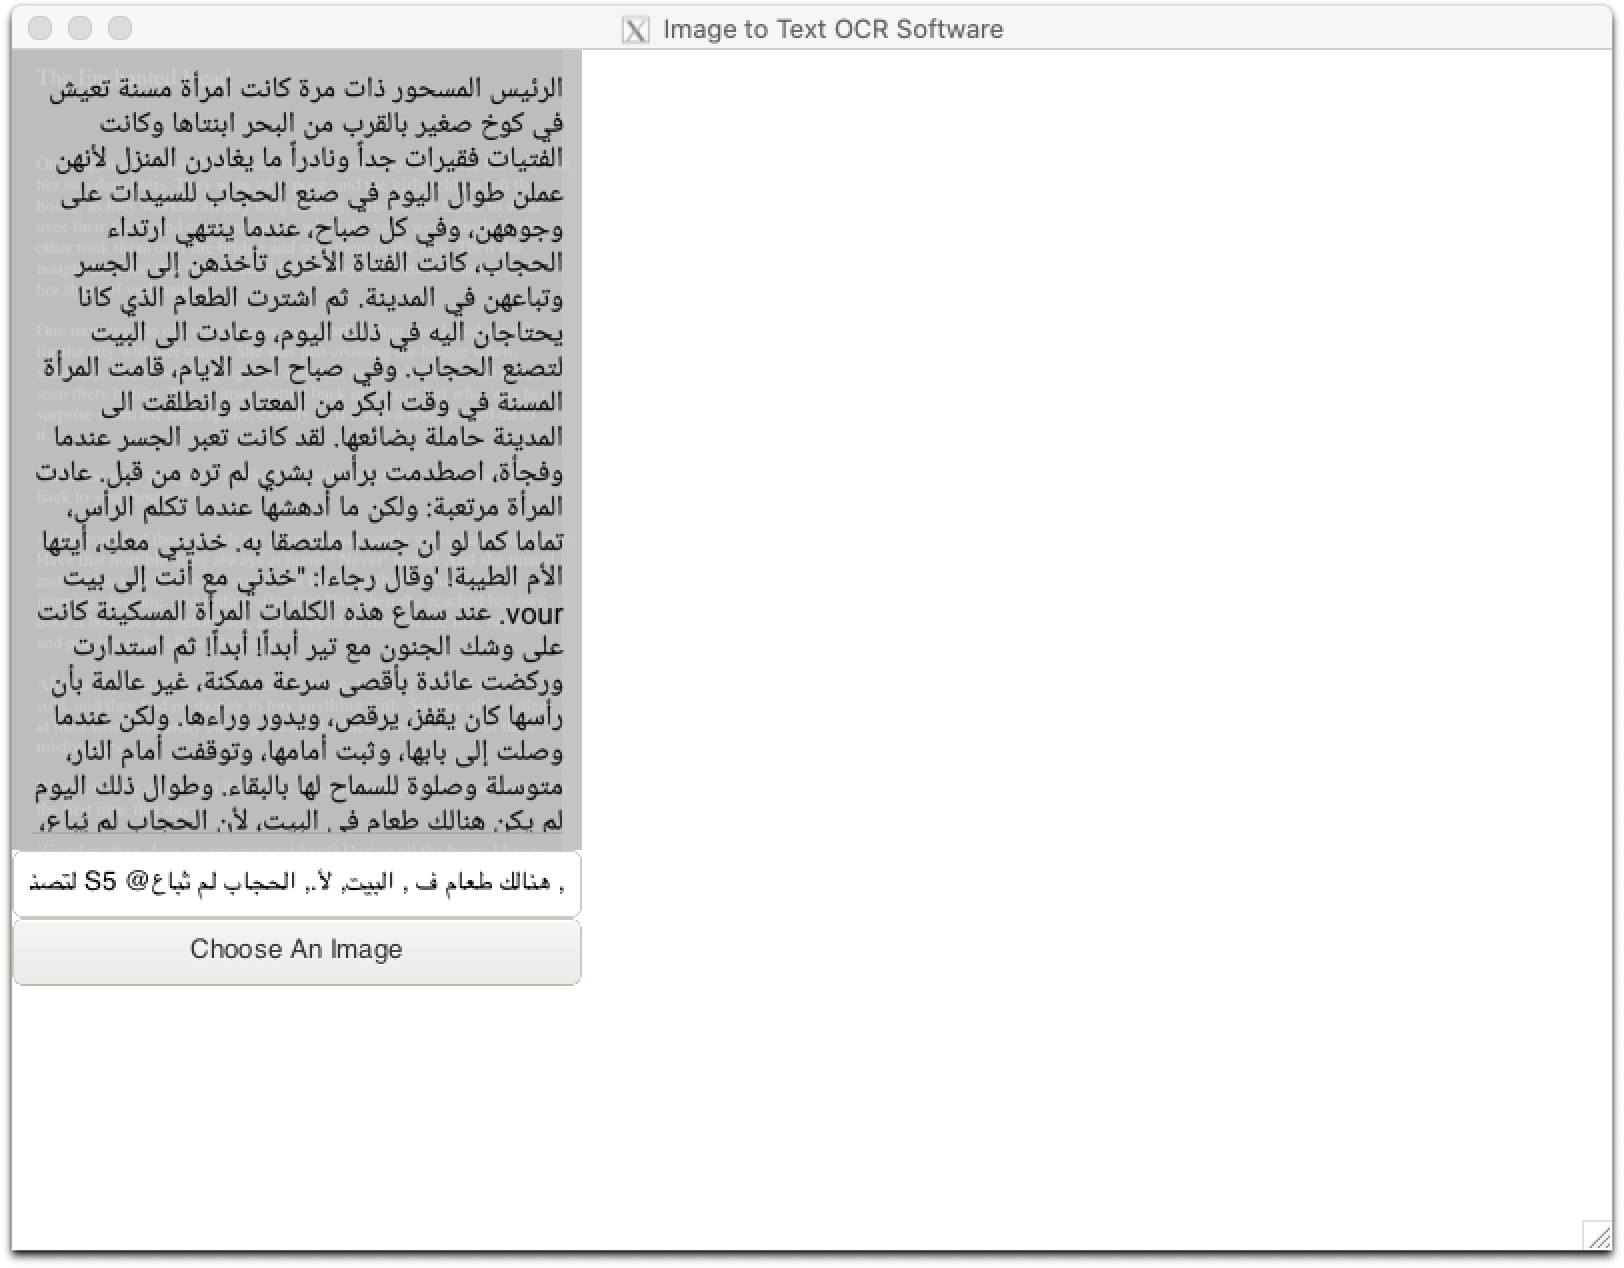 Image to Text OCR Software
The Enchanted Head
الرئيس المسحور ذات مرة كانت امرأة مسنة تعيش
في كوخ صغير بالقرب من البحر ابنتاها وكانت
الفتيات فقيرات جداً ونادراً ما يغادرن المنزل لأنهن
عملن طوال اليوم في صنع الحجاب للسيدات على
وجوههن، وفي كل صباح، عندما ينتهي ارتداء
الحجاب، كانت الفتاة الأخرى تأخذهن إلى الجسر
وتباعهن في المدينة. ثم اشترت الطعام الذي كانا
يحتاجان اليه في ذلك اليوم، وعادت الى البيت
لتصنع الحجاب. وفي صباح احد الايام، قامت المرأة
المسنة في وقت ابكر من المعتاد وانطلقت الى
المدينة حاملة بضائعها. لقد كانت تعبر الجسر عندما
وفجأة، اصطدمت برأس بشري لم تره من قبل. عادت
المرأة مرتعبة: ولكن ما أدهشها عندما تكلم الرأس،
تماما كما لو ان جسدا ملتصقا به. خذيني معكِ، أيتها
الأم الطيبة! 'وقال رجاءا: "خذني مع أنت إلى بيت
vour. عند سماع هذه الكلمات المرأة المسكينة كانت
على وشك الجنون مع تير أبداً! أبداً! ثم استدارت
وركضت عائدة بأقصى سرعة ممكنة، غير عالمة بأن
رأسها كان يقفز، يرقص، ويدور وراءها. ولكن عندما
وصلت إلى بابها، وثبت أمامها، وتوقفت أمام النار،
متوسلة وصلوة للسماح لها بالبقاء. وطوال ذلك اليوم
لم يكن هنالك طعام في البيت، لأن الحجاب لم يُباع،
, هنالك طعام ف , البيت, لأ., الحجاب لم ثباع@ S5 لتصنـ
Choose An Image